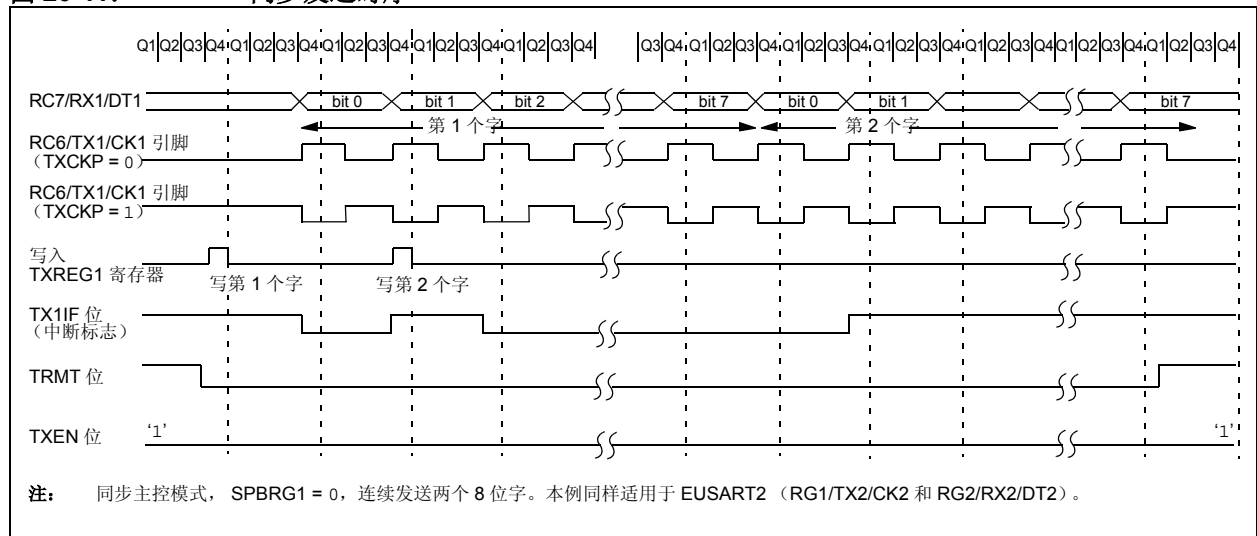 Q1|Q2|Q3|Q4|Q1|Q2|Q3|Q4|Q1|Q2|Q3|Q4|Q1|Q2|Q3|Q4 Q3|Q4|Q1|Q2|Q3|Q4|Q1|Q2|Q3|Q4|Q1|Q2|Q3|Q4|Q1|Q2|Q3|Q4|Q1|Q2|Q3|Q4|Q1|Q2|Q3|Q4
RC7/RX1/DT1 bit 0 bit 1 bit 2 bit 7 bit 0 bit 1 bit 7
第 1 个字 第 2 个字
RC6/TX1/CK1 引脚
（TXCKP = 0）
RC6/TX1/CK1 引脚
（TXCKP = 1）
写入
TXREG1 寄存器
写第 1 个字 写第 2 个字
TX1IF 位
（中断标志）
TRMT 位
TXEN 位 ‘1’ ‘1’
注： 同步主控模式， SPBRG1 = 0，连续发送两个 8 位字。本例同样适用于 EUSART2 （RG1/TX2/CK2 和 RG2/RX2/DT2）。